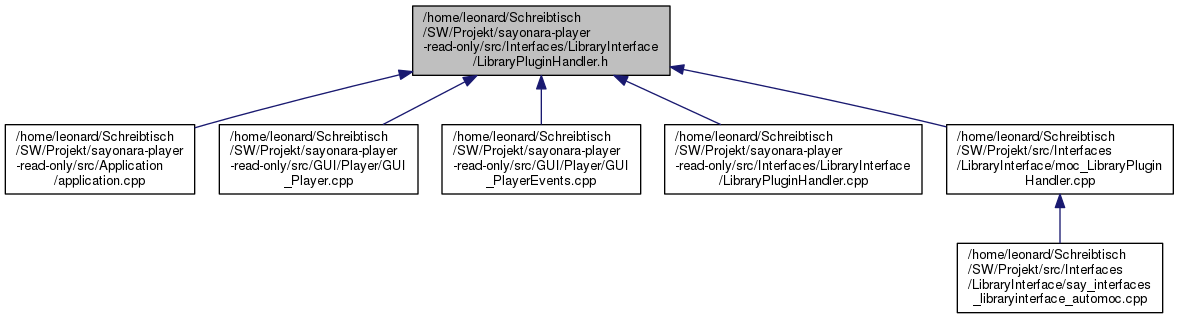 /home/leonard/Schreibtisch
/SW/Projekt/sayonara-player
-read-only/src/Interfaces/LibraryInterface
/LibraryPluginHandler.h
/home/leonard/Schreibtisch
/SW/Projekt/sayonara-player
-read-only/src/Application
/application.cpp
/home/leonard/Schreibtisch
/SW/Projekt/sayonara-player
-read-only/src/GUI/Player/GUI
_Player.cpp
/home/leonard/Schreibtisch
/SW/Projekt/sayonara-player
-read-only/src/GUI/Player/GUI
_PlayerEvents.cpp
/home/leonard/Schreibtisch
/SW/Projekt/sayonara-player
-read-only/src/Interfaces/LibraryInterface
/LibraryPluginHandler.cpp
/home/leonard/Schreibtisch
/SW/Projekt/src/Interfaces
/LibraryInterface/moc_LibraryPlugin
Handler.cpp
/home/leonard/Schreibtisch
/SW/Projekt/src/Interfaces
/LibraryInterface/say_interfaces
_libraryinterface_automoc.cpp